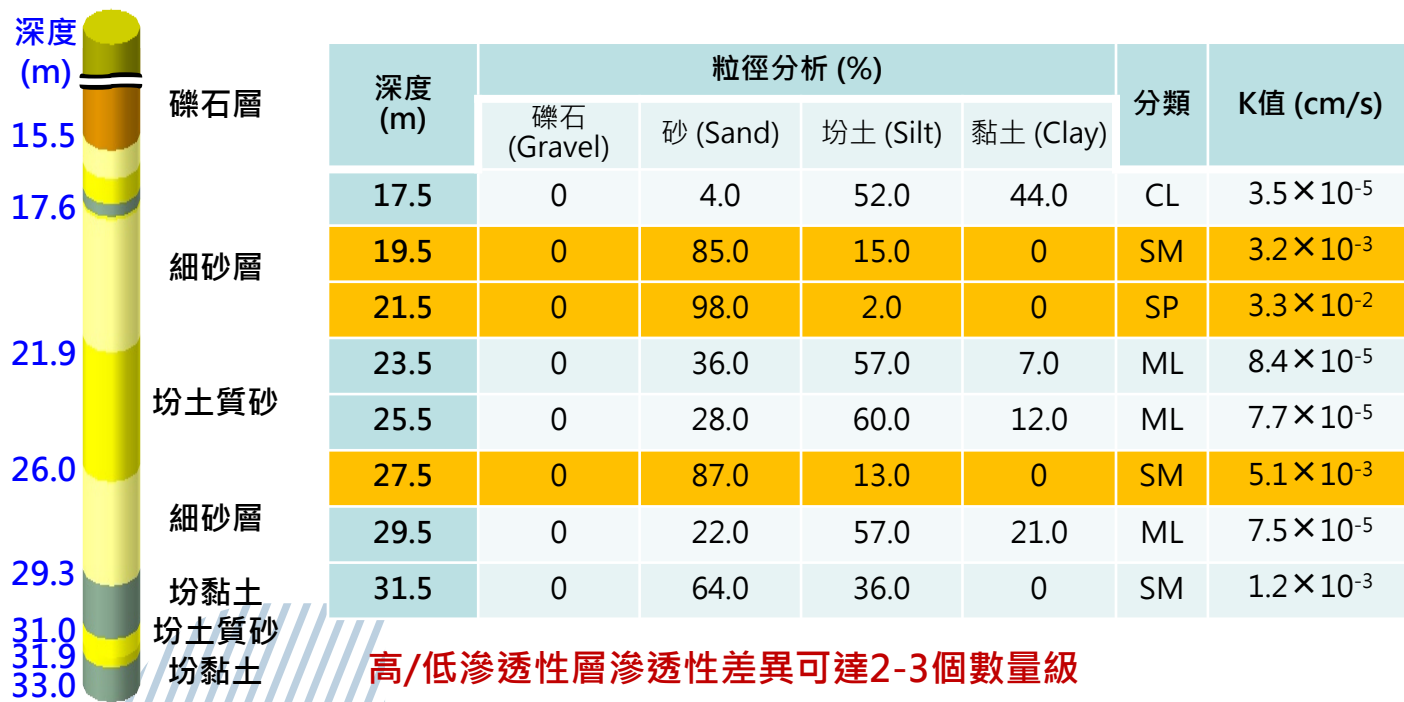 深度
(m)
礫石層
15.5
17.6
細砂層
21.9
坋土質砂
26.0
細砂層
29.3
坋黏土
31.0
坋土質砂
31.9
坋黏土
33.0
深度
(m)
粒徑分析 (%)
分類
K值 (cm/s)
礫石
(Gravel)
砂 (Sand)
坋土 (Silt)
黏土 (Clay)
17.5 0 4.0 52.0 44.0 CL 3.5×10-5
19.5 0 85.0 15.0 0 SM 3.2×10-3
21.5 0 98.0 2.0 0 SP 3.3×10-2
23.5 0 36.0 57.0 7.0 ML 8.4×10-5
25.5 0 28.0 60.0 12.0 ML 7.7×10-5
27.5 0 87.0 13.0 0 SM 5.1×10-3
29.5 0 22.0 57.0 21.0 ML 7.5×10-5
31.5 0 64.0 36.0 0 SM 1.2×10-3
高/低滲透性層滲透性差異可達2-3個數量級